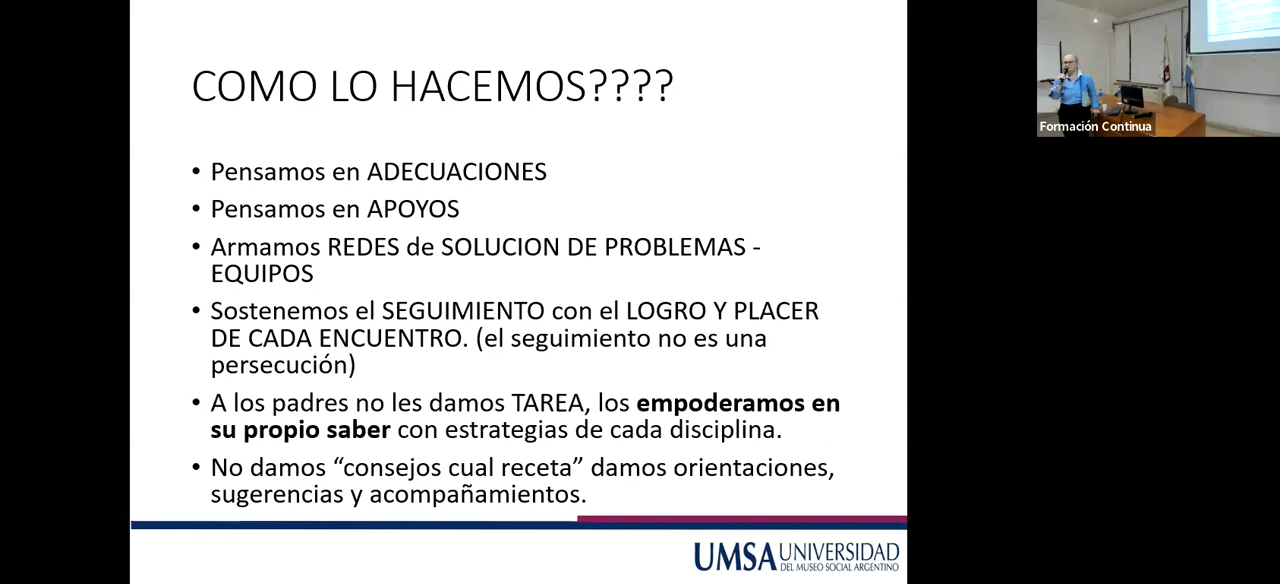 COMO LO HACEMOS????
• Pensamos en ADECUACIONES
• Pensamos en APOYOS
• Armamos REDES de SOLUCION DE PROBLEMAS -
EQUIPOS
• Sostenemos el SEGUIMIENTO con el LOGRO Y PLACER
DE CADA ENCUENTRO. (el seguimiento no es una
persecución)
• A los padres no les damos TAREA, los empoderamos en
su propio saber con estrategias de cada disciplina.
• No damos “consejos cual receta” damos orientaciones,
sugerencias y acompañamientos.
UMSA UNIVERSIDAD
DEL MUSEO SOCIAL ARGENTINO
Formación Continua